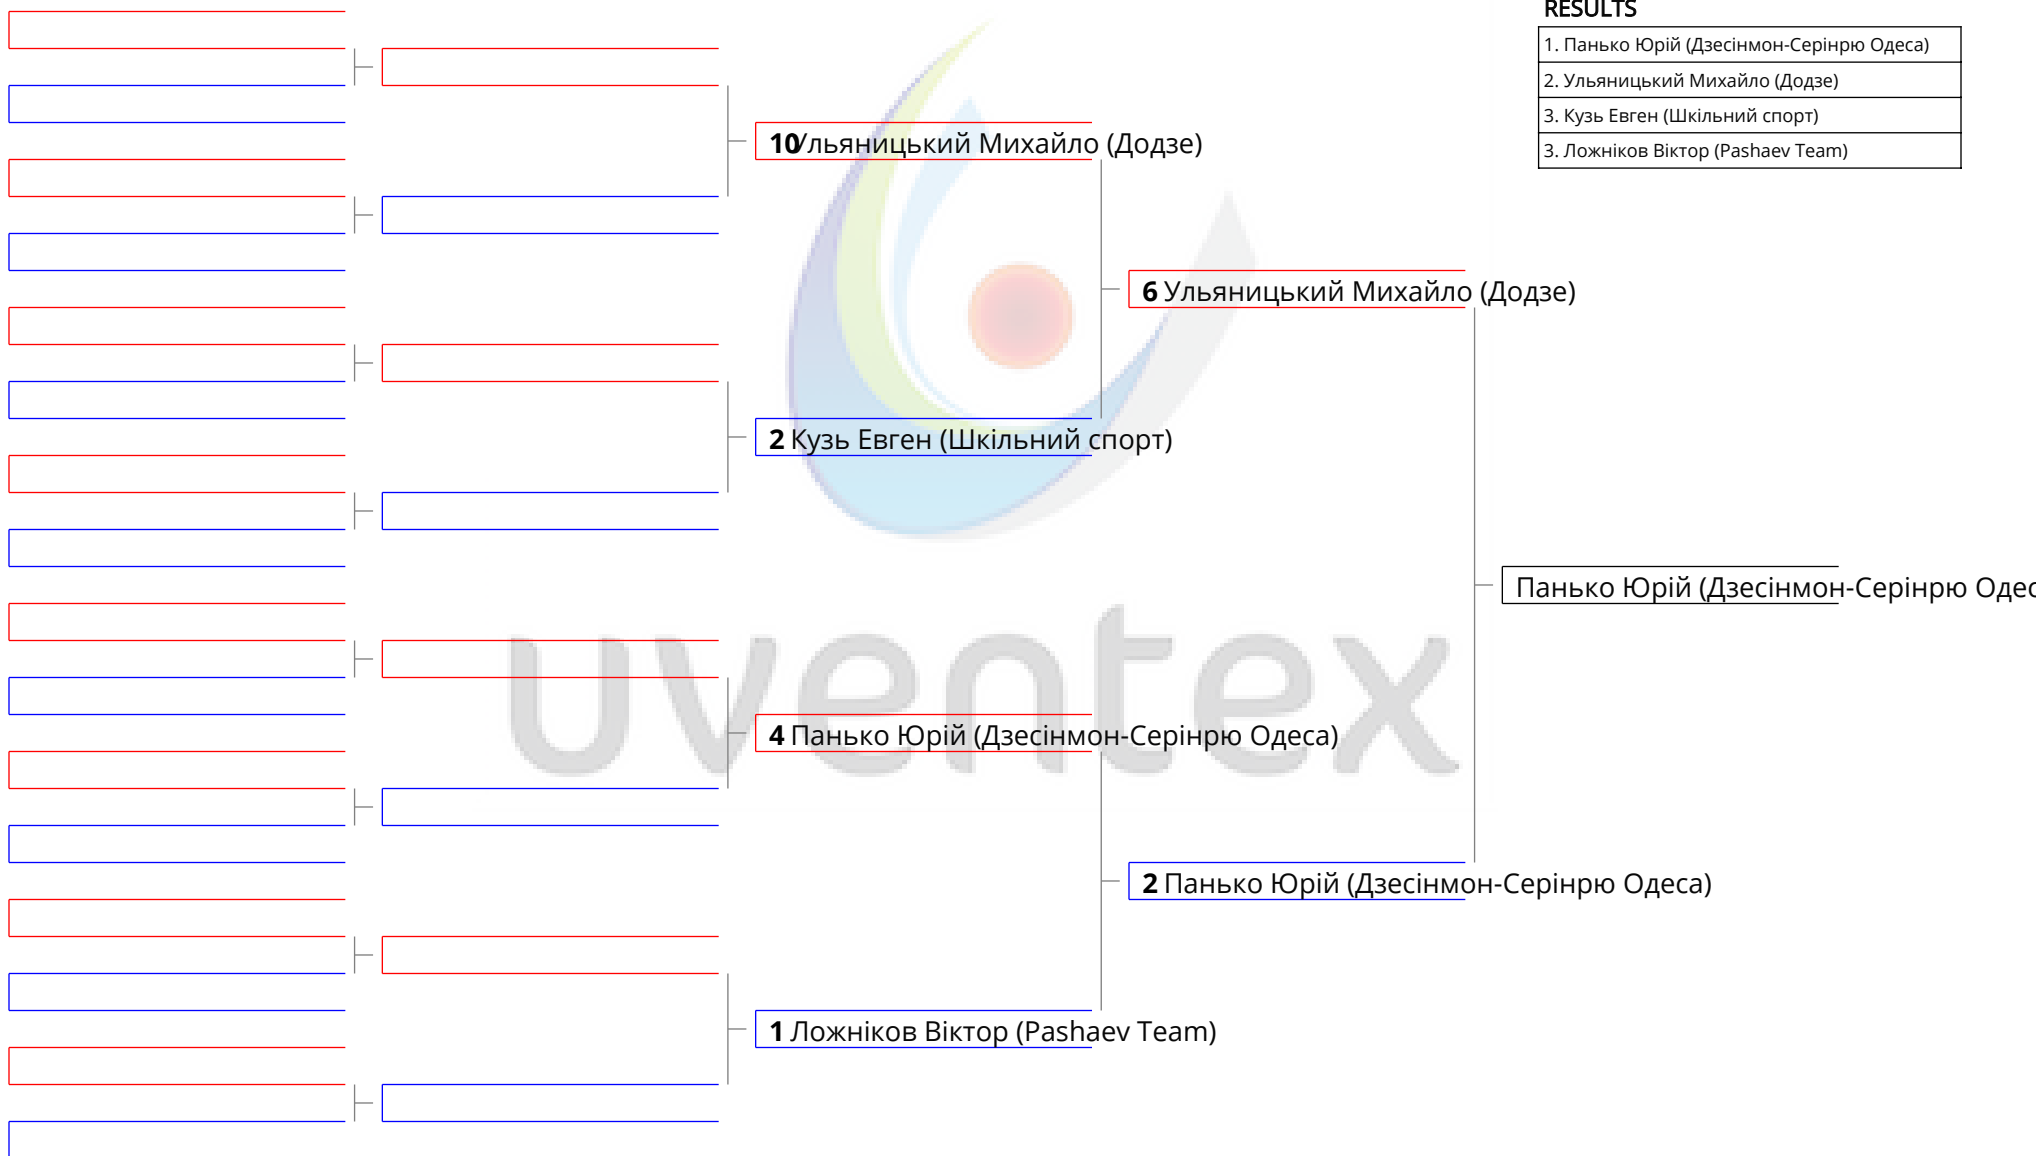 RESULTS
1. Панько Юрій (Дзесінмон-Серінрю Одеса)
2. Ульяницький Михайло (Додзе)
3. Кузь Евген (Шкільний спорт)
3. Ложніков Віктор (Pashaev Team)
10 Ульяницький Михайло (Додзе)
6 Ульяницький Михайло (Додзе)
2 Кузь Евген (Шкільний спорт)
Панько Юрій (Дзесінмон-Серінрю Одес
uventex
4 Панько Юрій (Дзесінмон-Серінрю Одеса)
2 Панько Юрій (Дзесінмон-Серінрю Одеса)
1 Ложніков Віктор (Pashaev Team)